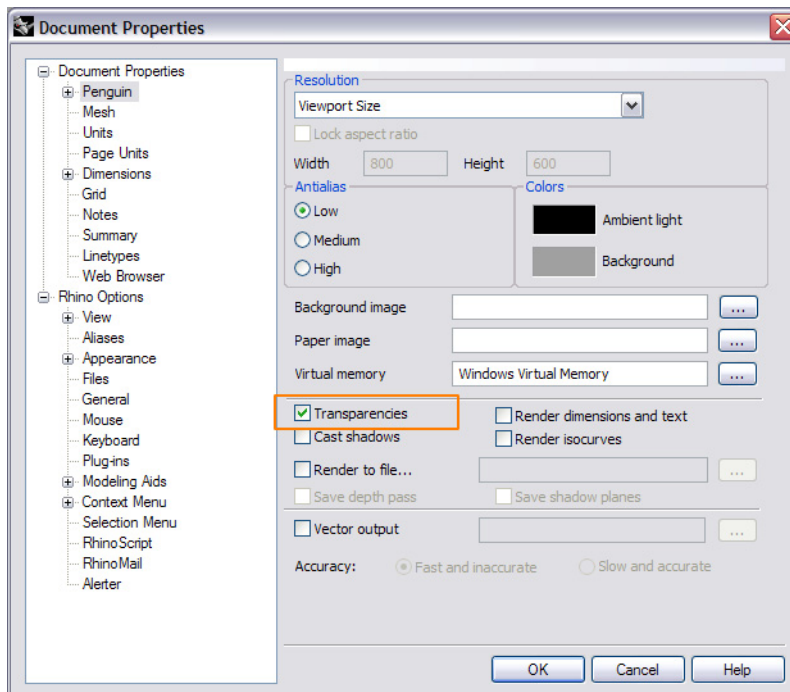 Document Properties
Document Properties
Penguin
Mesh
Units
Page Units
Dimensions
Grid
Notes
Summary
Linetypes
Web Browser
Rhino Options
View
Aliases
Appearance
Files
General
Mouse
Keyboard
Plug-ins
Modeling Aids
Context Menu
Selection Menu
RhinoScript
RhinoMail
Alerter
Resolution
Viewport Size
Lock aspect ratio
Width 800 Height 600
Antialias
Low
Medium
High
Colors
Ambient light
Background
Background image ...
Paper image ...
Virtual memory Windows Virtual Memory ...
Transparencies Render dimensions and text
Cast shadows Render isocurves
Render to file... ...
Save depth pass Save shadow planes
Vector output ...
Accuracy: Fast and inaccurate Slow and accurate
OK Cancel Help